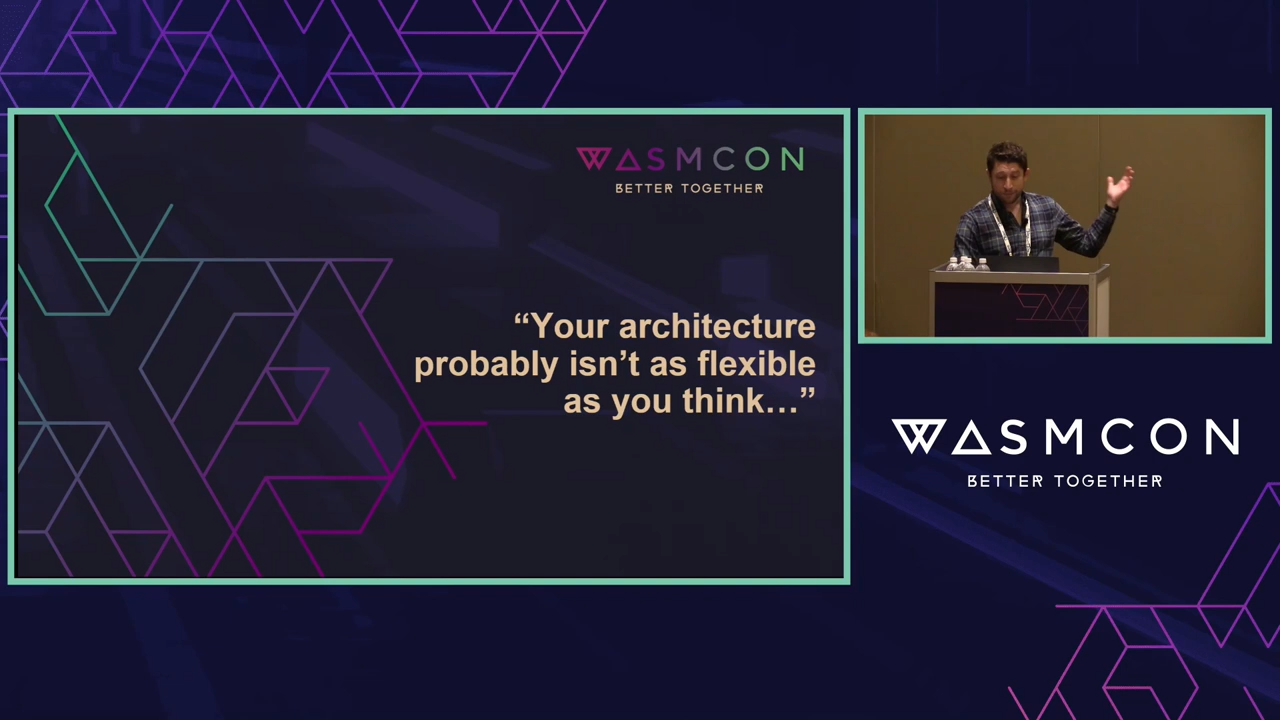 WASMCON
BETTER TOGETHER
“Your architecture
probably isn’t as flexible
as you think…”
WASMCON
BETTER TOGETHER